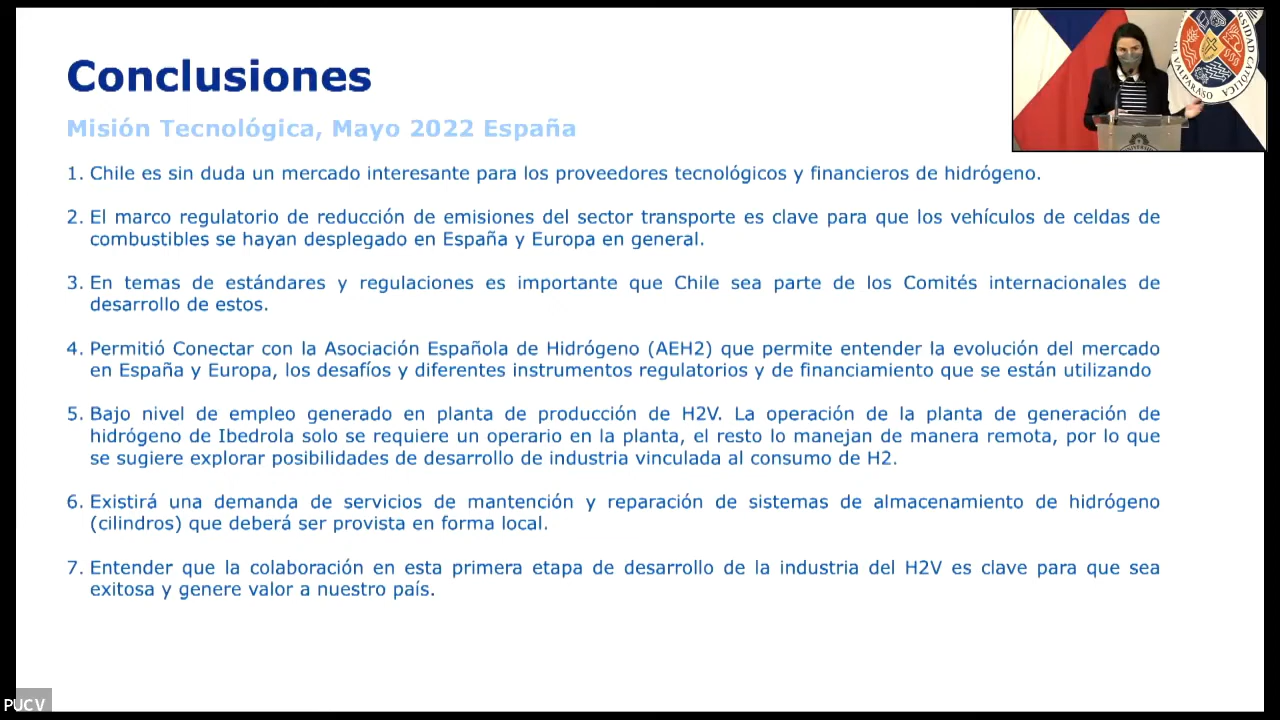 Conclusiones
Misión Tecnológica, Mayo 2022 España
1. Chile es sin duda un mercado interesante para los proveedores tecnológicos y financieros de hidrógeno.
2. El marco regulatorio de reducción de emisiones del sector transporte es clave para que los vehículos de celdas de
combustibles se hayan desplegado en España y Europa en general.
3. En temas de estándares y regulaciones es importante que Chile sea parte de los Comités internacionales de
desarrollo de estos.
4. Permitió Conectar con la Asociación Española de Hidrógeno (AEH2) que permite entender la evolución del mercado
en España y Europa, los desafíos y diferentes instrumentos regulatorios y de financiamiento que se están utilizando
5. Bajo nivel de empleo generado en planta de producción de H2V. La operación de la planta de generación de
hidrógeno de Ibedrola solo se requiere un operario en la planta, el resto lo manejan de manera remota, por lo que
se sugiere explorar posibilidades de desarrollo de industria vinculada al consumo de H2.
6. Existirá una demanda de servicios de mantención y reparación de sistemas de almacenamiento de hidrógeno
(cilindros) que deberá ser provista en forma local.
7. Entender que la colaboración en esta primera etapa de desarrollo de la industria del H2V es clave para que sea
exitosa y genere valor a nuestro país.
VALPARAISO
CATÓLICA
PUCV